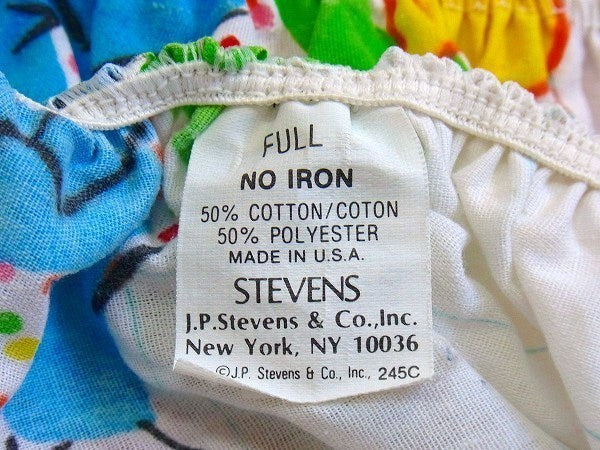 FULL
NO IRON
50% COTTON/COTON
50% POLYESTER
MADE IN U.S.A.
STEVENS
J.P.Stevens & Co.,Inc.
New York, NY 10036
©J.P. Stevens & Co., Inc., 245C